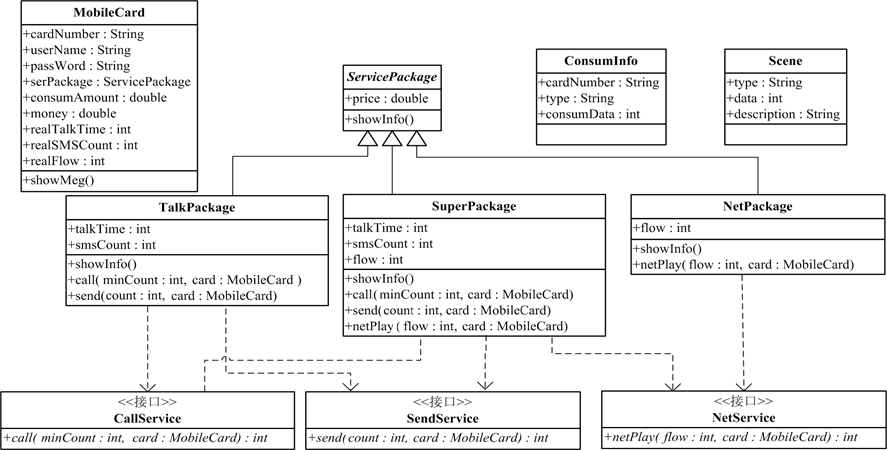 MobileCard
+cardNumber : String
+userName : String
+passWord : String
+serPackage : ServicePackage
+consumAmount : double
+money : double
+realTalkTime : int
+realSMSCount : int
+realFlow : int
+showMeg()
ServicePackage
+price : double
+showInfo()
ConsumInfo
+cardNumber : String
+type : String
+consumData : int
Scene
+type : String
+data : int
+description : String
TalkPackage
+talkTime : int
+smsCount : int
+showInfo()
+call( minCount : int, card : MobileCard )
+send(count : int, card : MobileCard)
SuperPackage
+talkTime : int
+smsCount : int
+flow : int
+showInfo()
+call(minCount : int, card : MobileCard)
+send(count : int, card : MobileCard)
+netPlay ( flow : int, card : MobileCard)
NetPackage
+flow : int
+showInfo()
+netPlay( flow : int, card : MobileCard)
<<接口>>
CallService
+call( minCount : int, card : MobileCard) : int
<<接口>>
SendService
+send(count : int, card : MobileCard) : int
<<接口>>
NetService
+netPlay( flow : int, card : MobileCard) : int